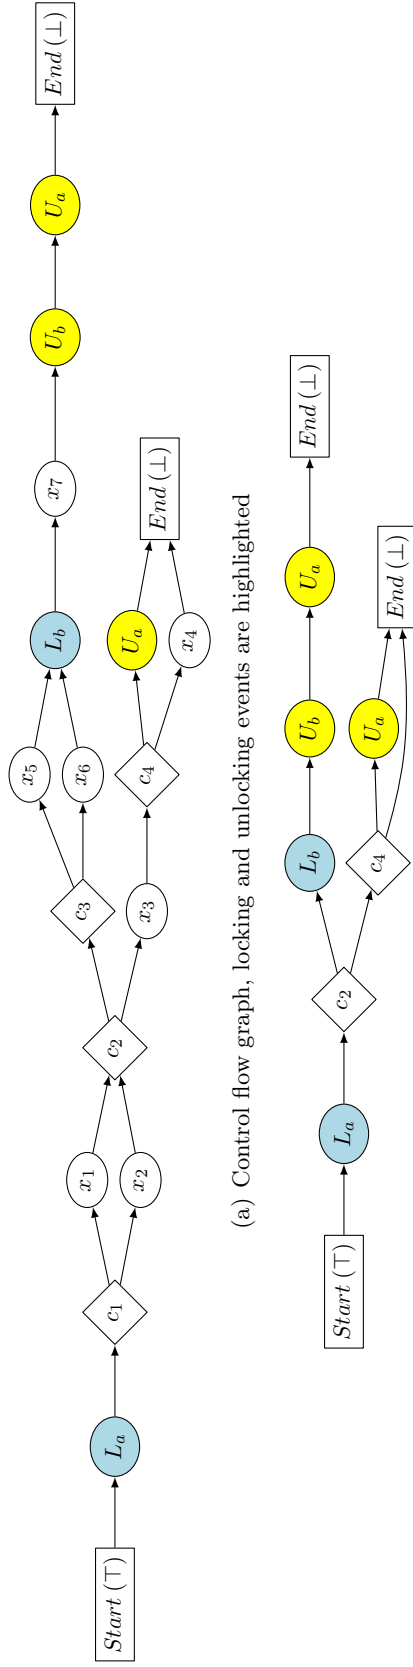 Start (⊤)
L_a
c_1
x_1
x_2
c_2
c_3
x_3
x_5
x_6
c_4
L_b
U_a
x_4
x_7
End (⊥)
U_b
U_a
End (⊥)
(a) Control flow graph, locking and unlocking events are highlighted
Start (⊤)
L_a
c_2
L_b
c_4
U_b
U_a
U_a
End (⊥)
End (⊥)